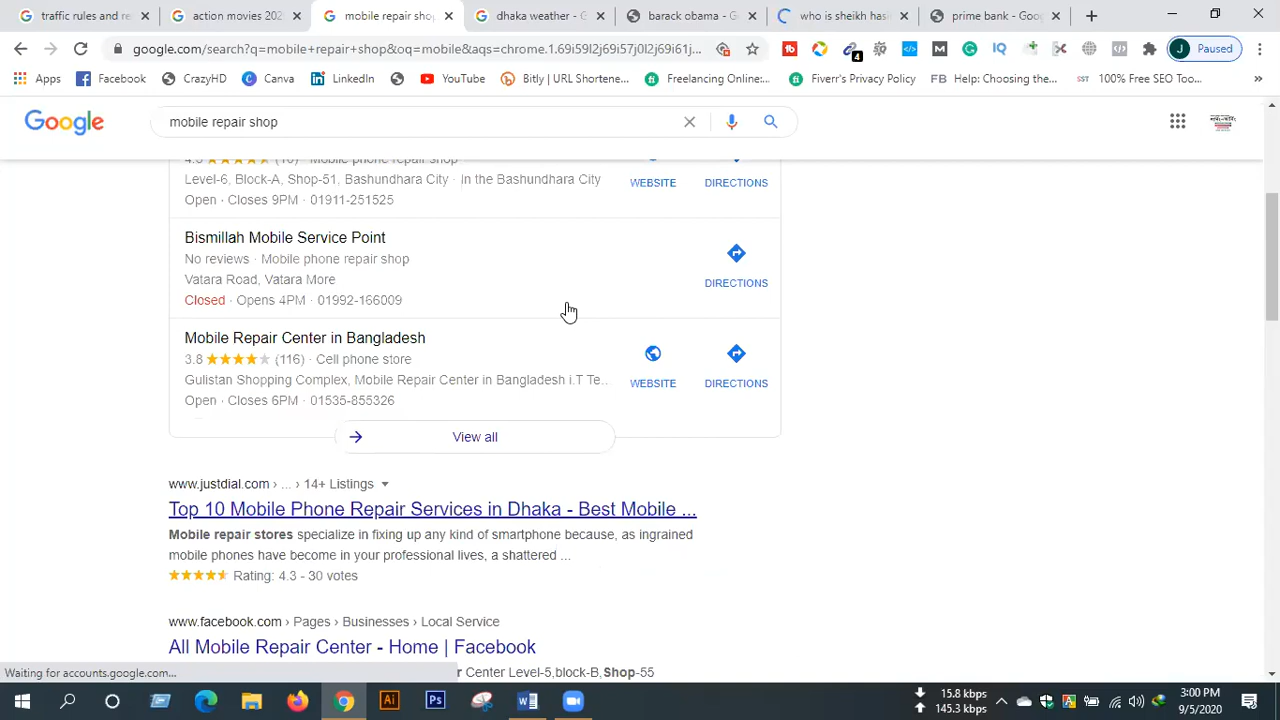 traffic rules and re
action movies 202
mobile repair sho
dhaka weather - G
barack obama - G
who is sheikh hasi
prime bank - Goog
google.com/search?q=mobile+repair+shop&oq=mobile&aqs=chrome.1.69i59l2j69i57j0l2j69i61j...
4
J
Paused
Apps
Facebook
CrazyHD
Canva
LinkedIn
YouTube
Bitly | URL Shortene...
Freelancing Online:...
Fiverr's Privacy Policy
FB Help: Choosing the...
SST 100% Free SEO Too...
»
Google
mobile repair shop
4.5 (10) · Mobile phone repair shop
Level-6, Block-A, Shop-51, Bashundhara City · In the Bashundhara City
WEBSITE
DIRECTIONS
Open · Closes 9PM · 01911-251525
Bismillah Mobile Service Point
No reviews · Mobile phone repair shop
Vatara Road, Vatara More
DIRECTIONS
Closed · Opens 4PM · 01992-166009
Mobile Repair Center in Bangladesh
3.8 (116) · Cell phone store
Gulistan Shopping Complex, Mobile Repair Center in Bangladesh i.T Te...
WEBSITE
DIRECTIONS
Open · Closes 6PM · 01535-855326
View all
www.justdial.com › ... › 14+ Listings
Top 10 Mobile Phone Repair Services in Dhaka - Best Mobile ...
Mobile repair stores specialize in fixing up any kind of smartphone because, as ingrained
mobile phones have become in your professional lives, a shattered ...
Rating: 4.3 - 30 votes
www.facebook.com › Pages › Businesses › Local Service
All Mobile Repair Center - Home | Facebook
Waiting for accounts.google.com...
Center Level-5,block-B,Shop-55
15.8 kbps
145.3 kbps
3:00 PM
9/5/2020